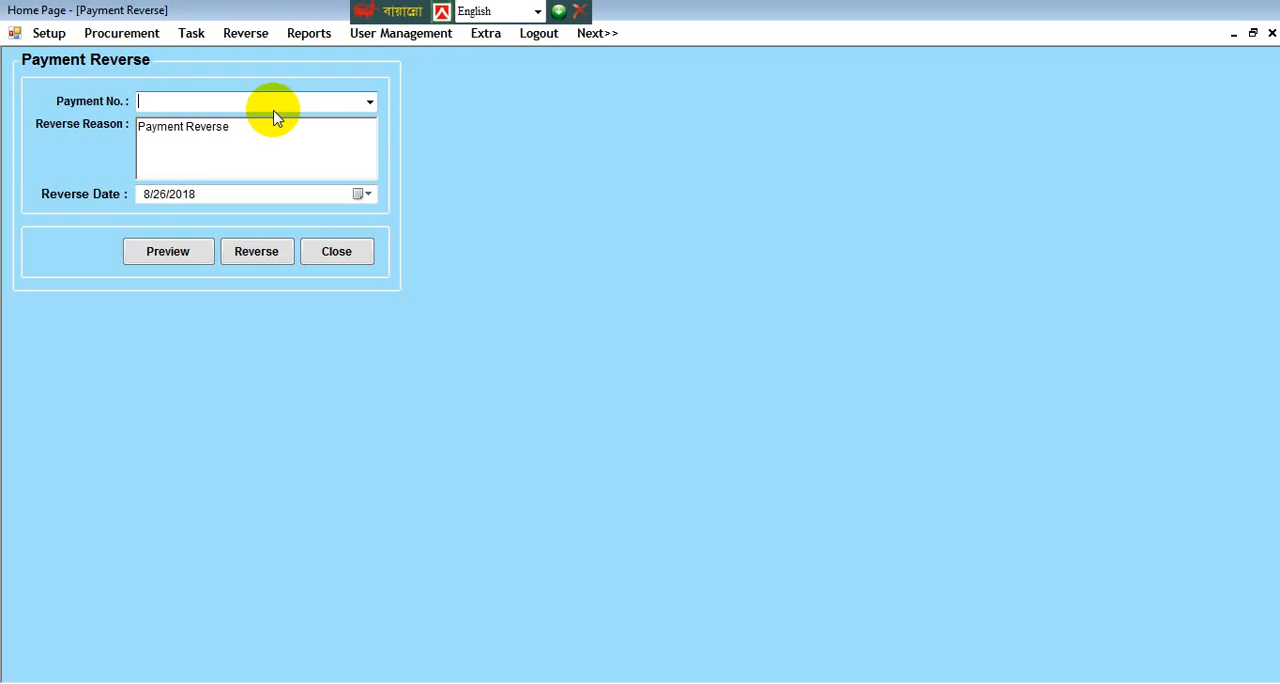 Home Page - [Payment Reverse]
বায়ান্নো
English
Setup Procurement Task Reverse Reports User Management Extra Logout Next>>
Payment Reverse
Payment No. :
Reverse Reason : Payment Reverse
Reverse Date : 8/26/2018
Preview Reverse Close